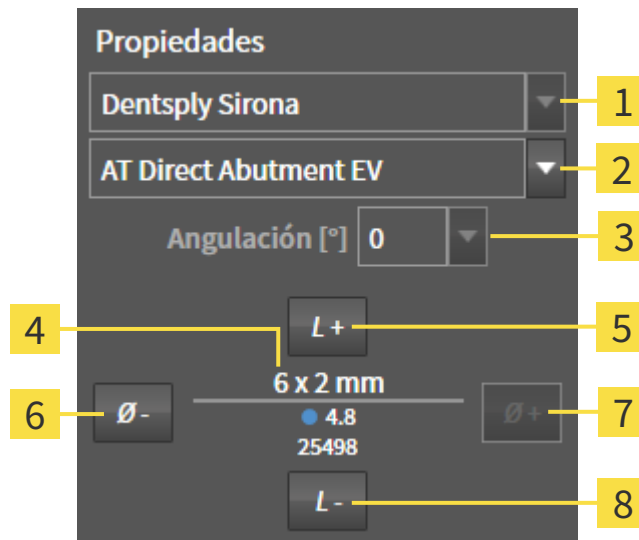 Propiedades
Dentsply Sirona
1
AT Direct Abutment EV
2
Angulación [°] 0
3
4
L +
5
6 x 2 mm
6
Ø -
4.8
Ø +
7
25498
L -
8